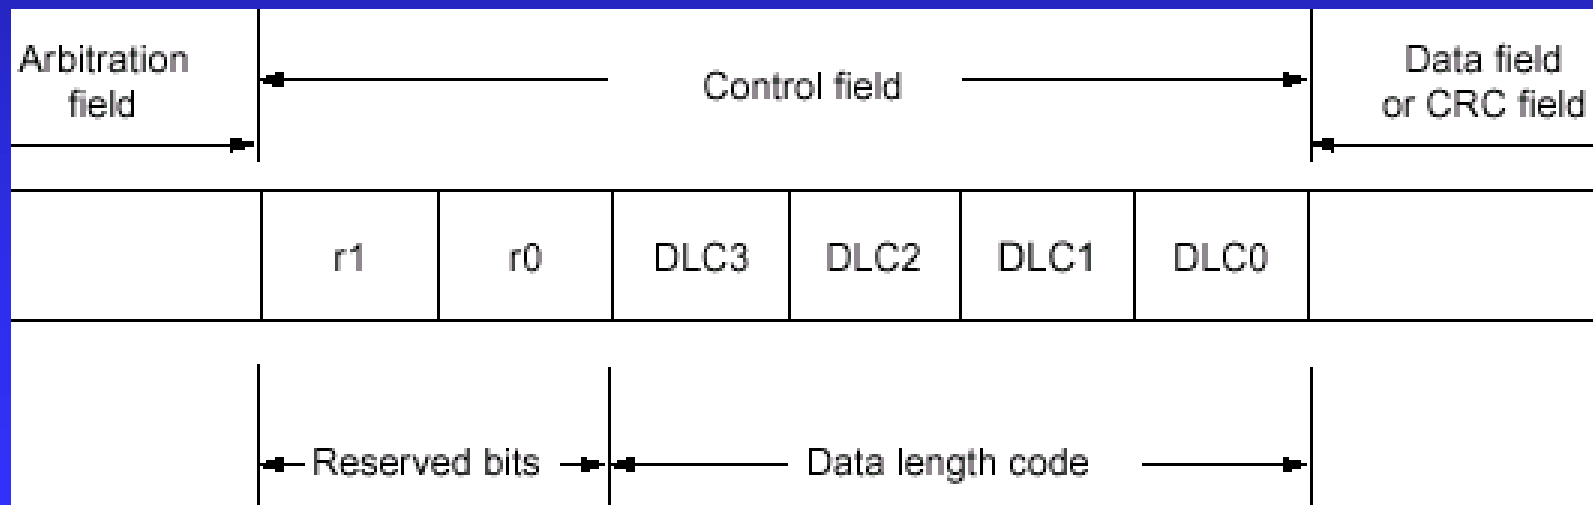 Arbitration
field
Control field
Data field
or CRC field
r1
r0
DLC3
DLC2
DLC1
DLC0
Reserved bits
Data length code